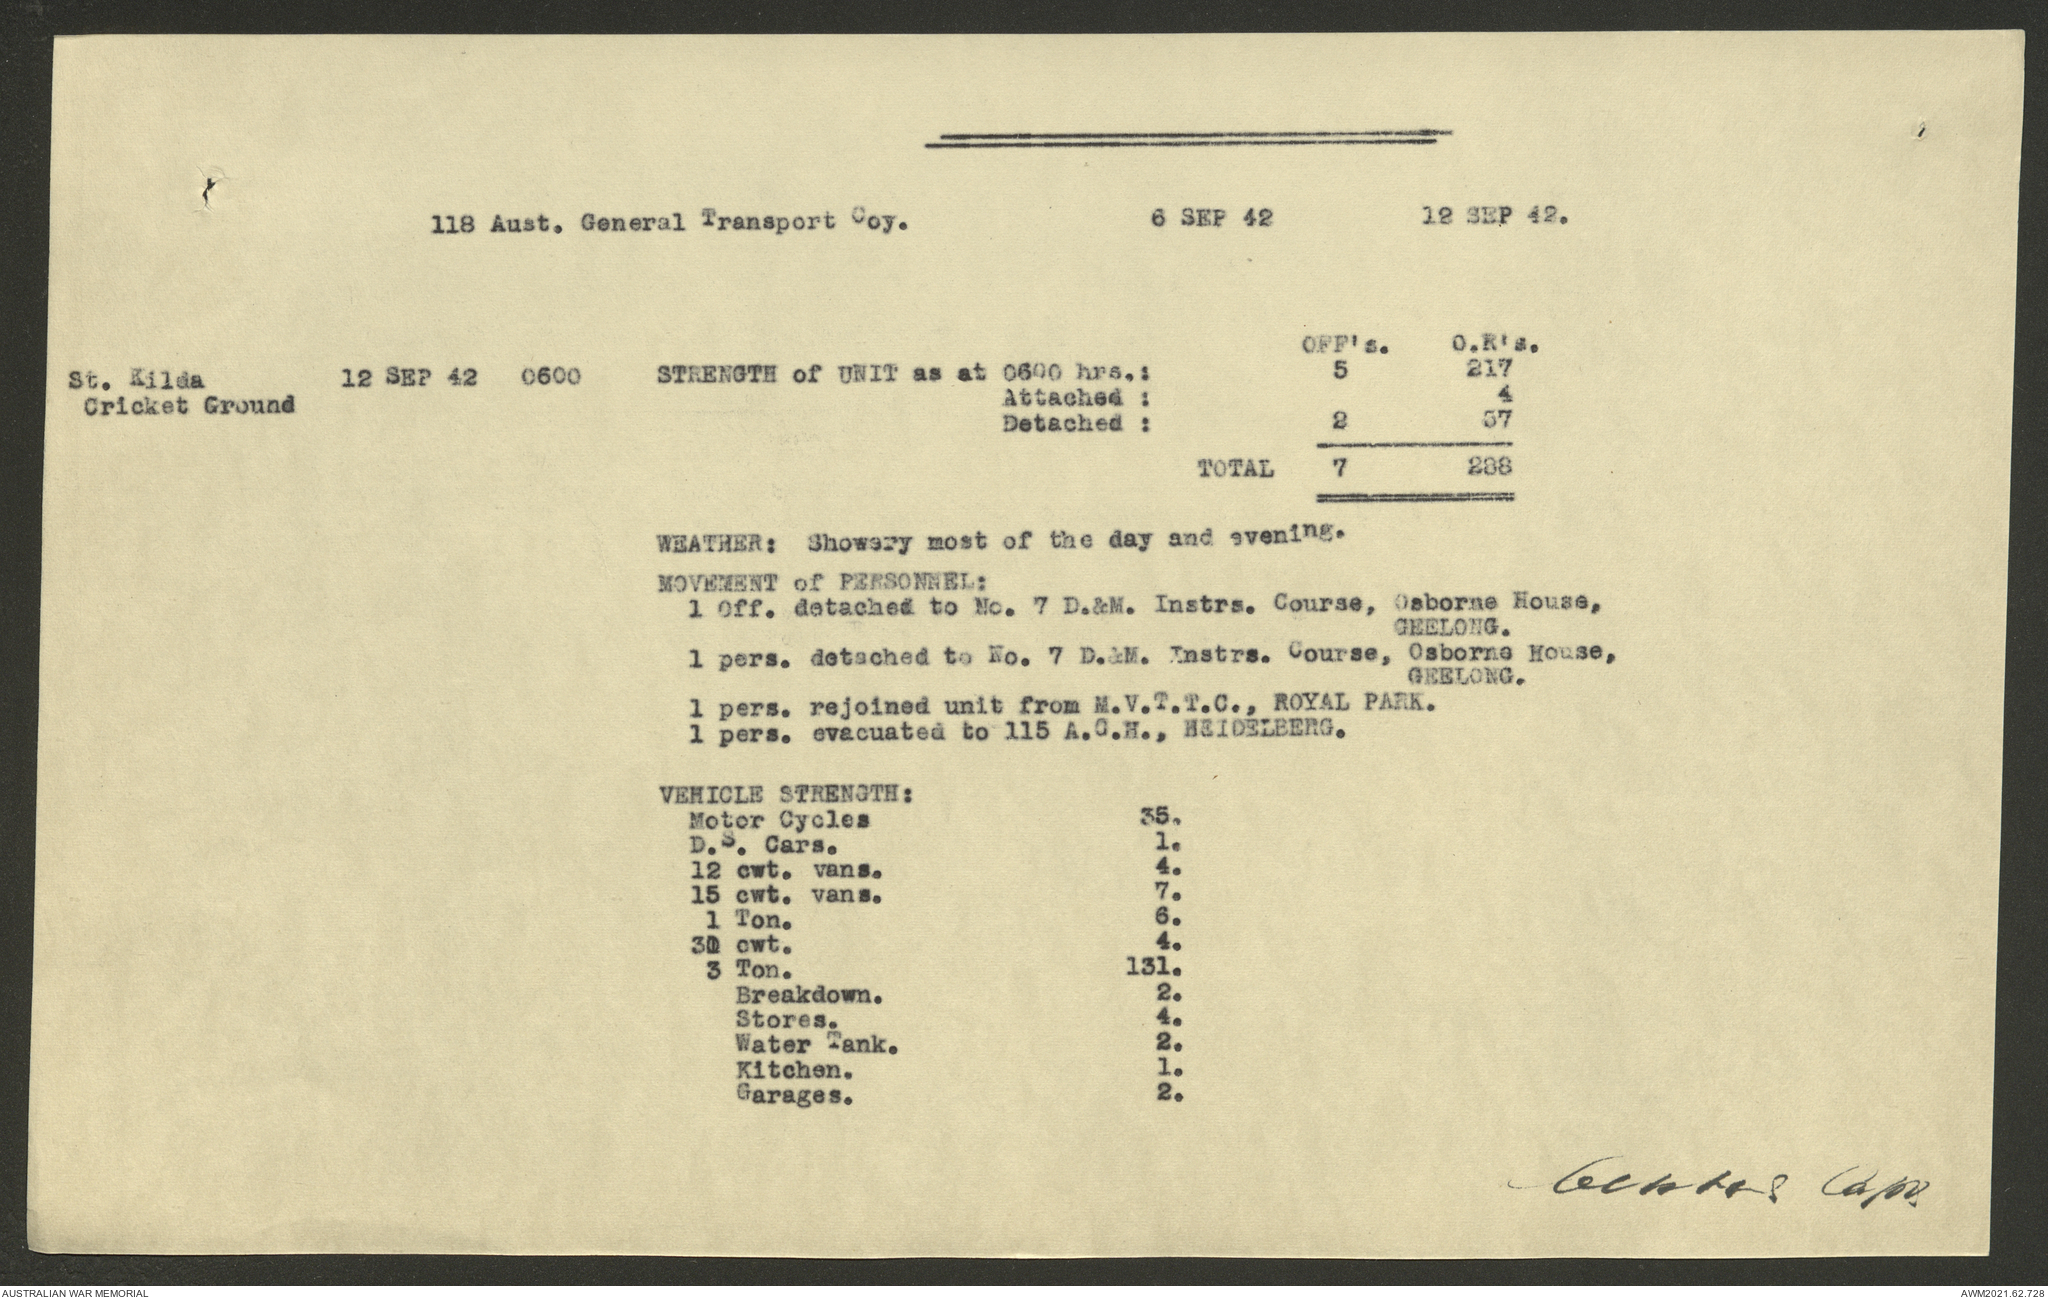 118 Aust. General Transport Coy. 6 SEP 42 12 SEP 42.
OFF's. O.R's.
St. Kilda 12 SEP 42 0600 STRENGTH of UNIT as at 0600 hrs.: 5 217
Cricket Ground Attached : 4
Detached : 2 67
TOTAL 7 288
WEATHER: Showery most of the day and evening.
MOVEMENT of PERSONNEL:
1 Off. detached to No. 7 D.&M. Instrs. Course, Osborne House,
GEELONG.
1 pers. detached to No. 7 D.&M. Instrs. Course, Osborne House,
GEELONG.
1 pers. rejoined unit from M.V.T.T.C., ROYAL PARK.
1 pers. evacuated to 115 A.G.H., HEIDELBERG.
VEHICLE STRENGTH:
Motor Cycles 35.
D.S. Cars. 1.
12 cwt. vans. 4.
15 cwt. vans. 7.
1 Ton. 6.
30 cwt. 4.
3 Ton. 131.
Breakdown. 2.
Stores. 4.
Water Tank. 2.
Kitchen. 1.
Garages. 2.
Capt.
AUSTRALIAN WAR MEMORIAL AWM2021.62.728